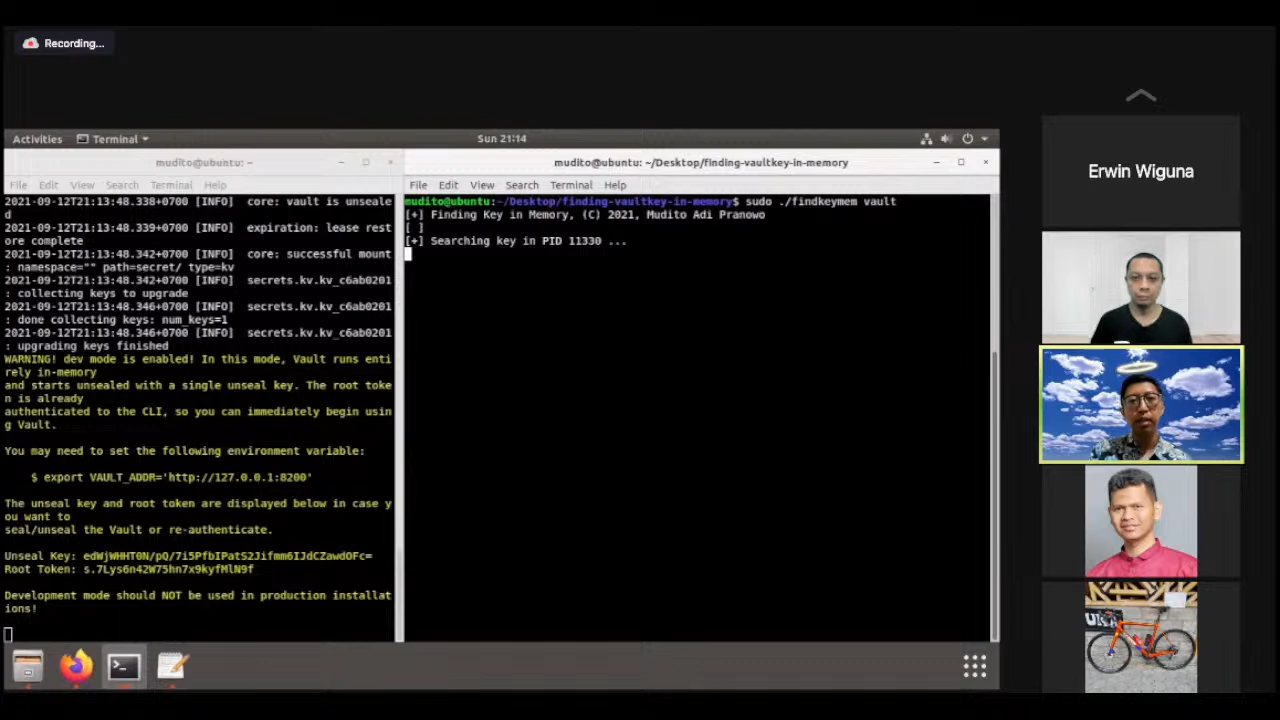 Recording...
Activities
Terminal
Sun 21:14
mudito@ubuntu: ~
File Edit View Search Terminal Help
2021-09-12T21:13:48.338+0700 [INFO]  core: vault is unseale
d
2021-09-12T21:13:48.339+0700 [INFO]  expiration: lease rest
ore complete
2021-09-12T21:13:48.342+0700 [INFO]  core: successful mount
: namespace="" path=secret/ type=kv
2021-09-12T21:13:48.342+0700 [INFO]  secrets.kv.kv_c6ab0201
: collecting keys to upgrade
2021-09-12T21:13:48.346+0700 [INFO]  secrets.kv.kv_c6ab0201
: done collecting keys: num_keys=1
2021-09-12T21:13:48.346+0700 [INFO]  secrets.kv.kv_c6ab0201
: upgrading keys finished
WARNING! dev mode is enabled! In this mode, Vault runs enti
rely in-memory
and starts unsealed with a single unseal key. The root toke
n is already
authenticated to the CLI, so you can immediately begin usin
g Vault.
You may need to set the following environment variable:
$ export VAULT_ADDR='http://127.0.0.1:8200'
The unseal key and root token are displayed below in case y
ou want to
seal/unseal the Vault or re-authenticate.
Unseal Key: edWjWHHT0N/pQ/7i5PfbIPatS2Jifmm6IJdCZawdOFc=
Root Token: s.7Lys6n42W75hn7x9kyfMlN9f
Development mode should NOT be used in production installat
ions!
mudito@ubuntu: ~/Desktop/finding-vaultkey-in-memory
File Edit View Search Terminal Help
mudito@ubuntu:~/Desktop/finding-vaultkey-in-memory$ sudo ./findkeymem vault
[+] Finding Key in Memory, (C) 2021, Mudito Adi Pranowo
[ ]
[+] Searching key in PID 11330 ...
Erwin Wiguna